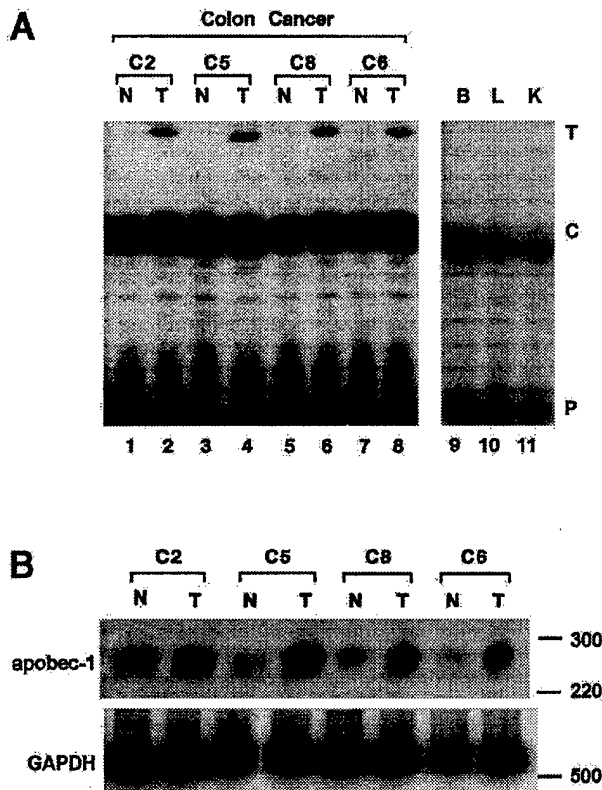 A
Colon Cancer
C2 C5 C8 C6
N T N T N T N T B L K
T
C
P
1 2 3 4 5 6 7 8 9 10 11
B
C2 C5 C8 C6
N T N T N T N T
apobec-1
300
220
GAPDH
500